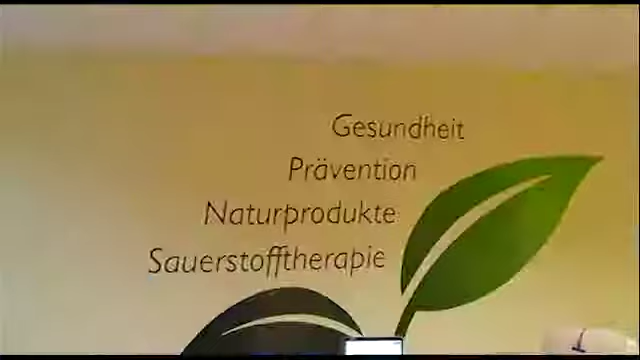 Gesundheit
Prävention
Naturprodukte
Sauerstofftherapie